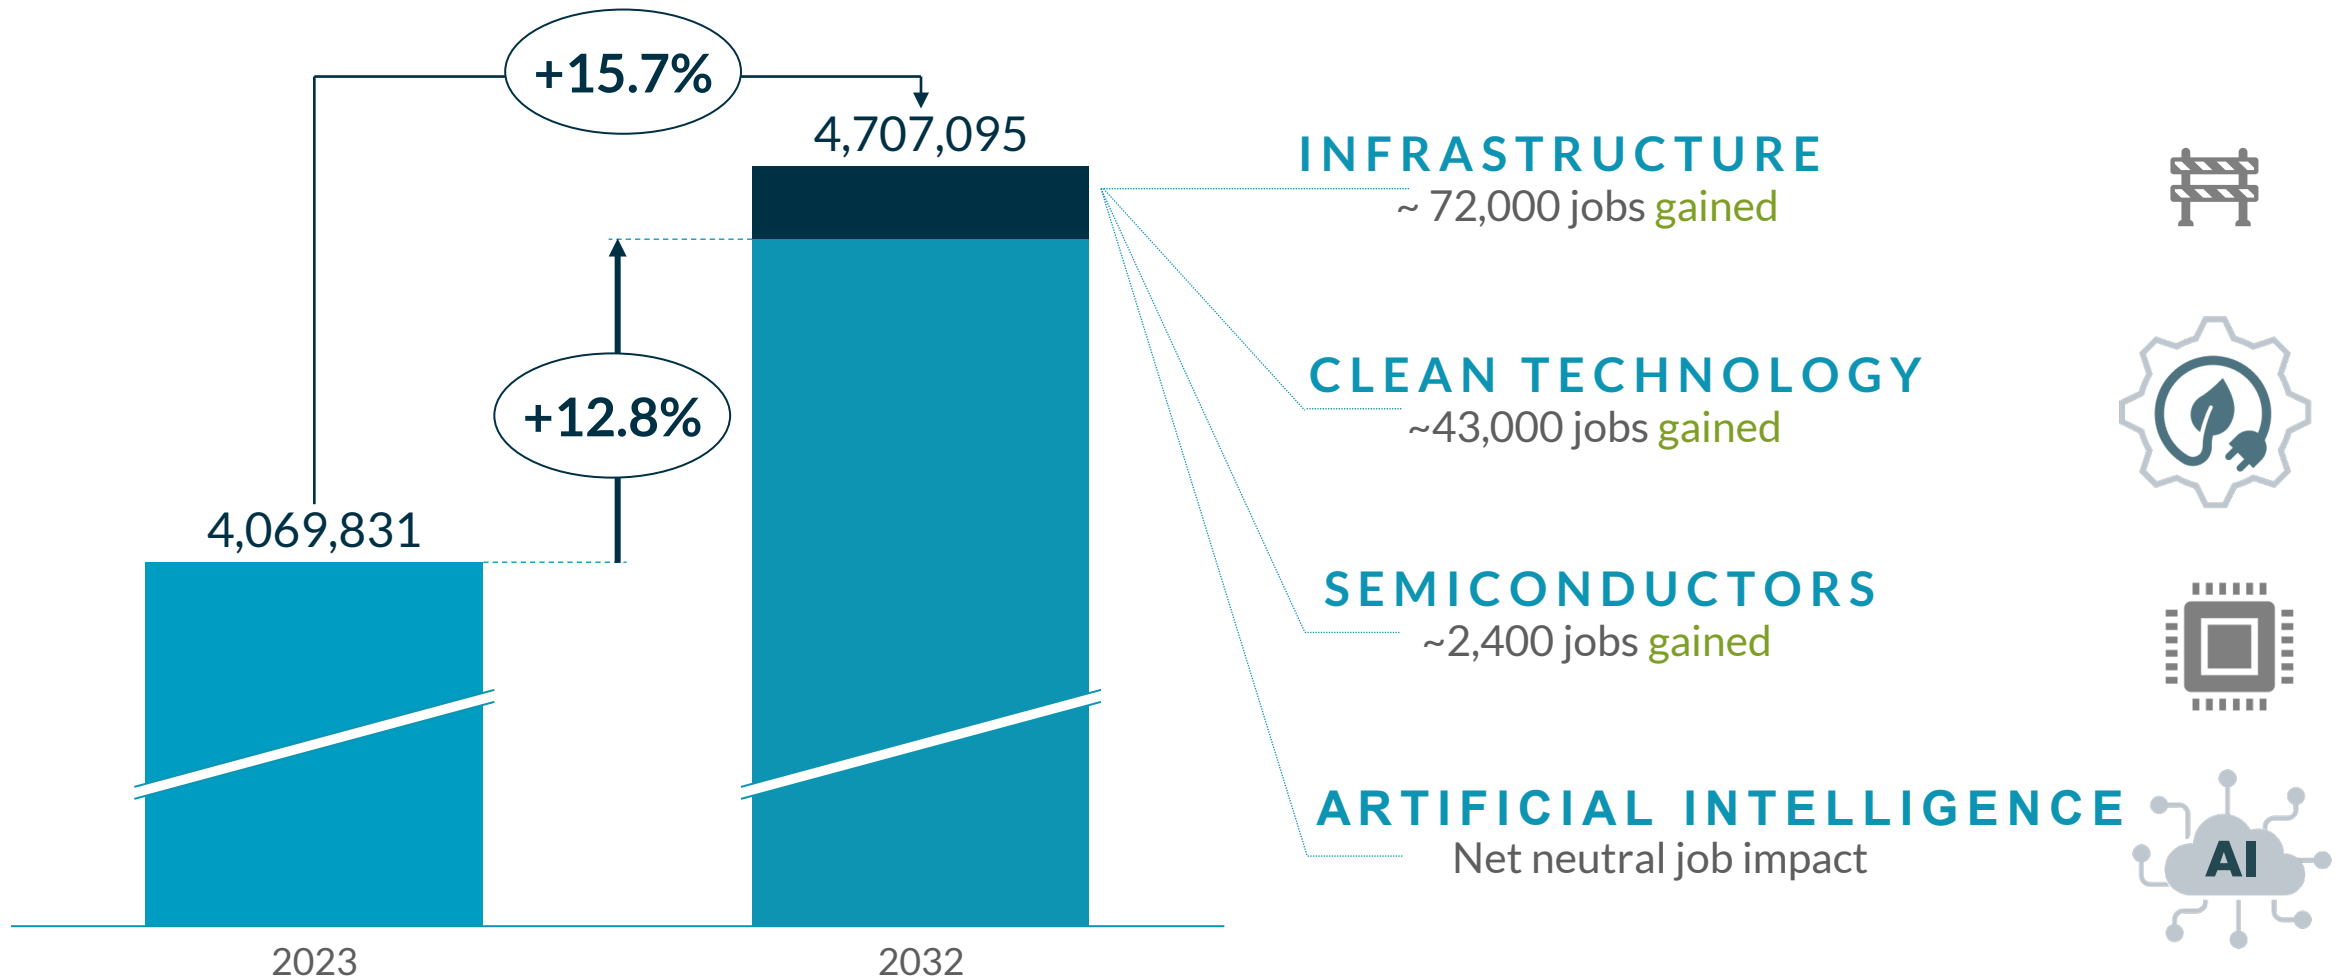 +15.7%
4,707,095
+12.8%
4,069,831
2023
2032
INFRASTRUCTURE
~ 72,000 jobs gained
CLEAN TECHNOLOGY
~43,000 jobs gained
SEMICONDUCTORS
~2,400 jobs gained
ARTIFICIAL INTELLIGENCE
Net neutral job impact
AI